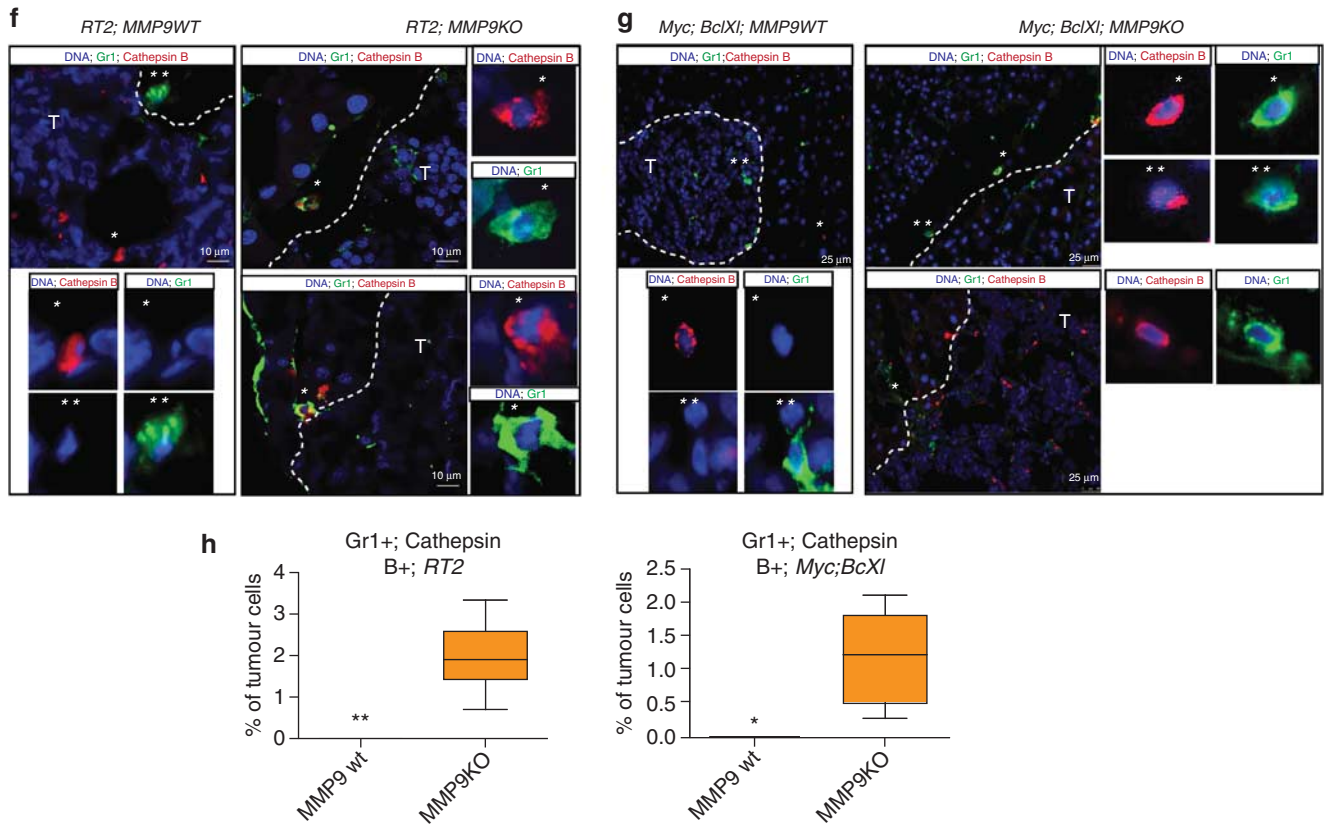 f
RT2; MMP9WT
RT2; MMP9KO
DNA; Gr1; Cathepsin B
DNA; Gr1; Cathepsin B
DNA; Cathepsin B
* *
T
*
10 μm
*
T
10 μm
*
DNA; Gr1
*
DNA; Cathepsin B
DNA; Gr1
*
*
* *
* *
DNA; Gr1; Cathepsin B
T
*
10 μm
DNA; Cathepsin B
*
DNA; Gr1
*
g
Myc; BclXl; MMP9WT
Myc; BclXl; MMP9KO
DNA; Gr1;Cathepsin B
DNA; Gr1; Cathepsin B
DNA; Cathepsin B
DNA; Gr1
T
* *
*
25 μm
*
* *
T
25 μm
*
*
* *
* *
DNA; Cathepsin B
DNA; Gr1
*
*
* *
* *
DNA; Gr1; Cathepsin B
T
*
25 μm
DNA; Cathepsin B
DNA; Gr1
h
Gr1+; Cathepsin
B+; RT2
% of tumour cells
4
3
2
1
0
**
MMP9 wt
MMP9KO
Gr1+; Cathepsin
B+; Myc;BcXl
% of tumour cells
2.5
2.0
1.5
1.0
0.5
0.0
*
MMP9 wt
MMP9KO